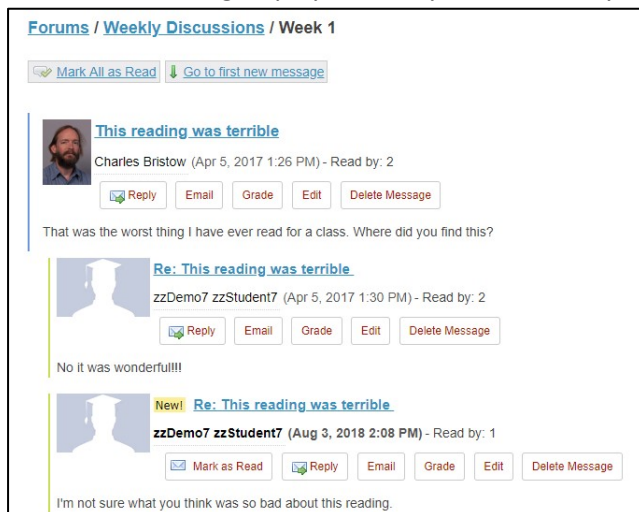 Forums / Weekly Discussions / Week 1
Mark All as Read Go to first new message
This reading was terrible
Charles Bristow (Apr 5, 2017 1:26 PM) - Read by: 2
Reply Email Grade Edit Delete Message
That was the worst thing I have ever read for a class. Where did you find this?
Re: This reading was terrible
zzDemo7 zzStudent7 (Apr 5, 2017 1:30 PM) - Read by: 2
Reply Email Grade Edit Delete Message
No it was wonderful!!!
New! Re: This reading was terrible
zzDemo7 zzStudent7 (Aug 3, 2018 2:08 PM) - Read by: 1
Mark as Read Reply Email Grade Edit Delete Message
I'm not sure what you think was so bad about this reading.